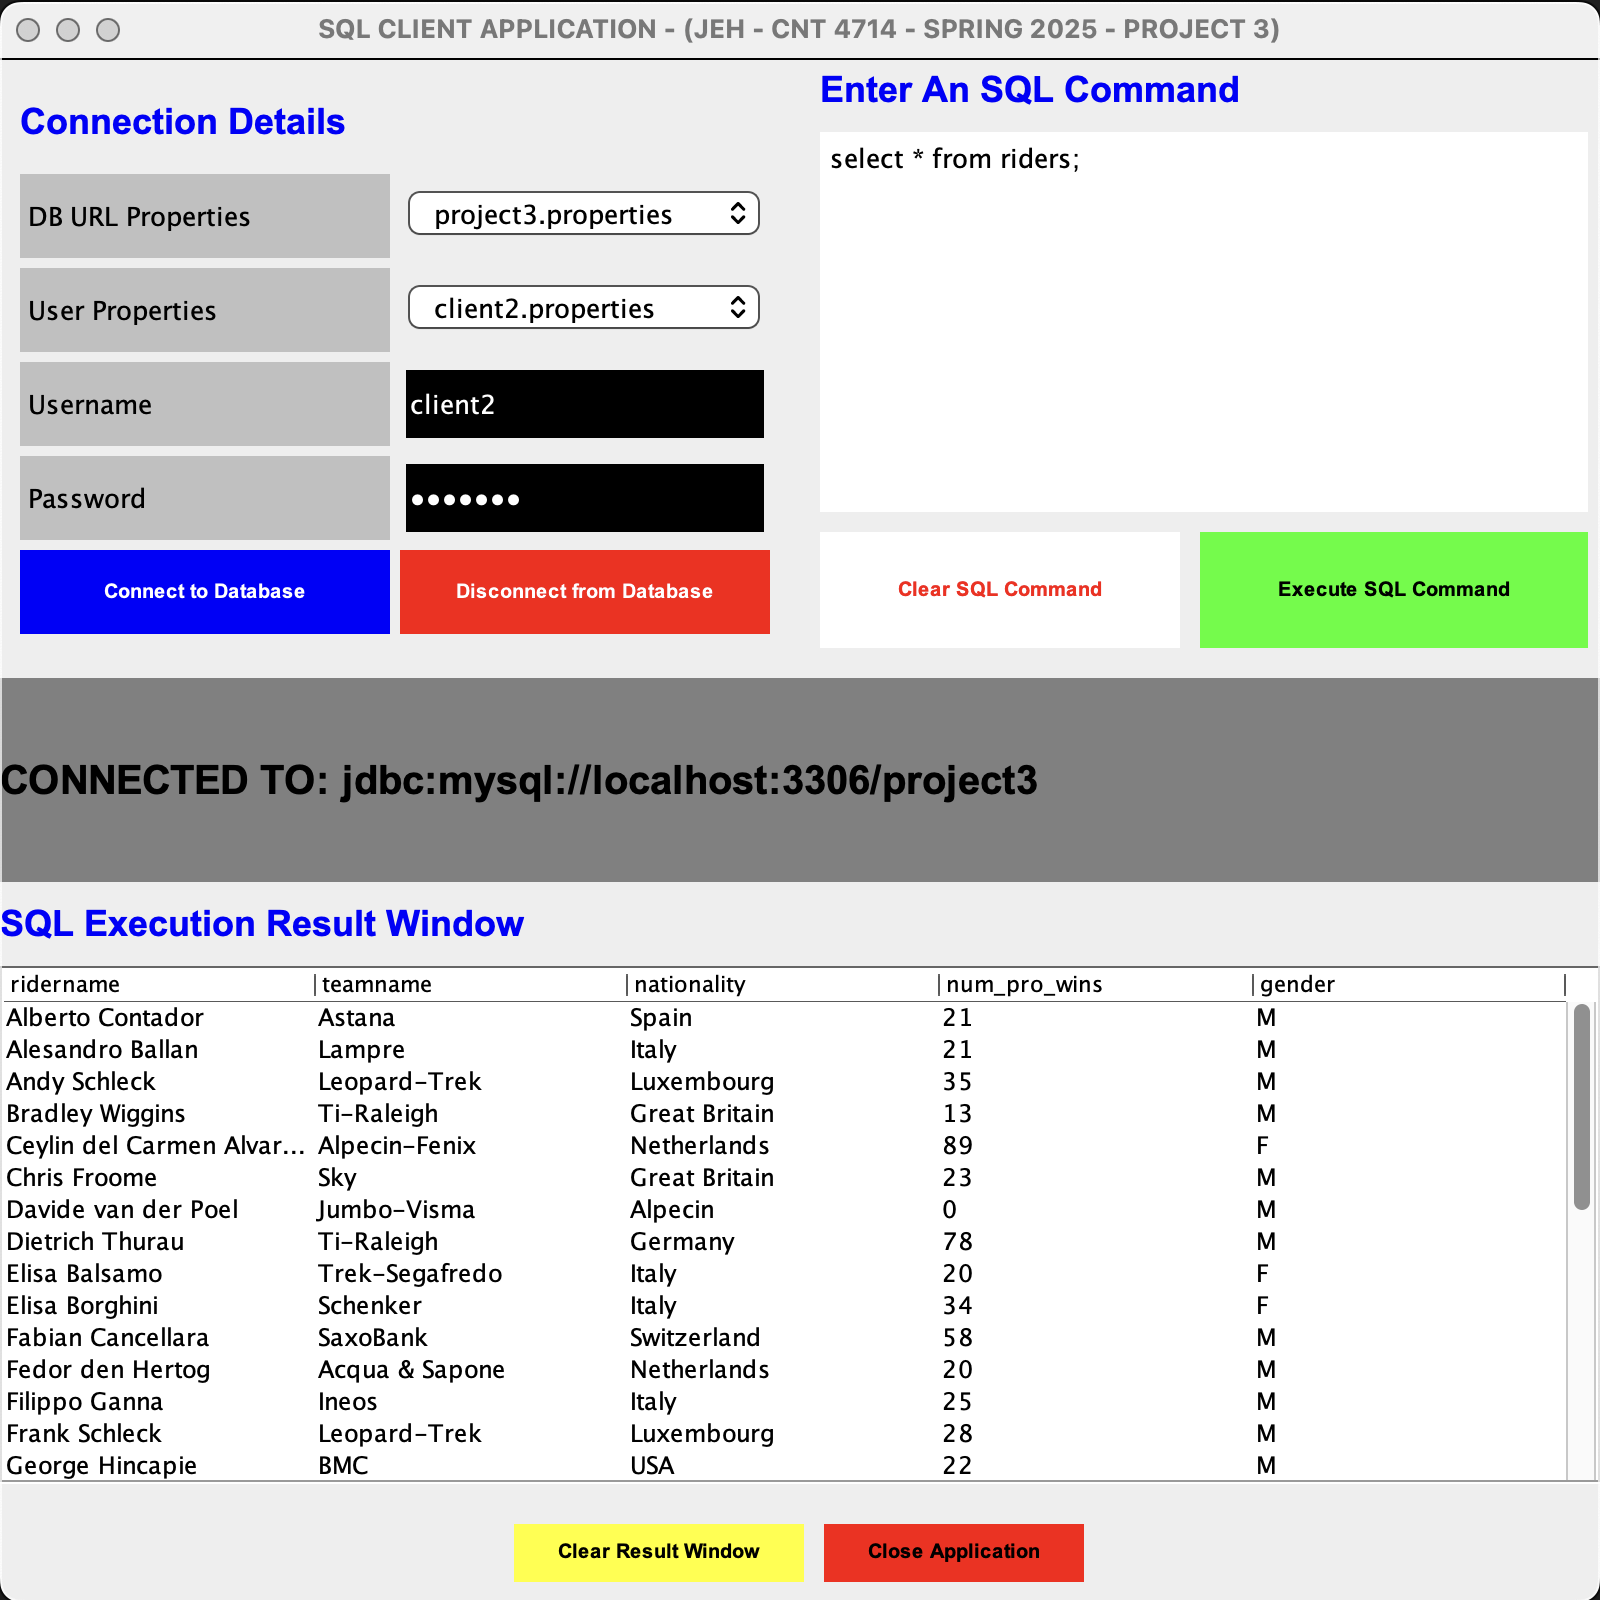 SQL CLIENT APPLICATION - (JEH - CNT 4714 - SPRING 2025 - PROJECT 3)
Connection Details
DB URL Properties project3.properties
User Properties client2.properties
Username client2
Password •••••••
Connect to Database Disconnect from Database
Enter An SQL Command
select * from riders;
Clear SQL Command Execute SQL Command
CONNECTED TO: jdbc:mysql://localhost:3306/project3
SQL Execution Result Window
ridername teamname nationality num_pro_wins gender
Alberto Contador Astana Spain 21 M
Alesandro Ballan Lampre Italy 21 M
Andy Schleck Leopard-Trek Luxembourg 35 M
Bradley Wiggins Ti-Raleigh Great Britain 13 M
Ceylin del Carmen Alvar... Alpecin-Fenix Netherlands 89 F
Chris Froome Sky Great Britain 23 M
Davide van der Poel Jumbo-Visma Alpecin 0 M
Dietrich Thurau Ti-Raleigh Germany 78 M
Elisa Balsamo Trek-Segafredo Italy 20 F
Elisa Borghini Schenker Italy 34 F
Fabian Cancellara SaxoBank Switzerland 58 M
Fedor den Hertog Acqua & Sapone Netherlands 20 M
Filippo Ganna Ineos Italy 25 M
Frank Schleck Leopard-Trek Luxembourg 28 M
George Hincapie BMC USA 22 M
Clear Result Window Close Application